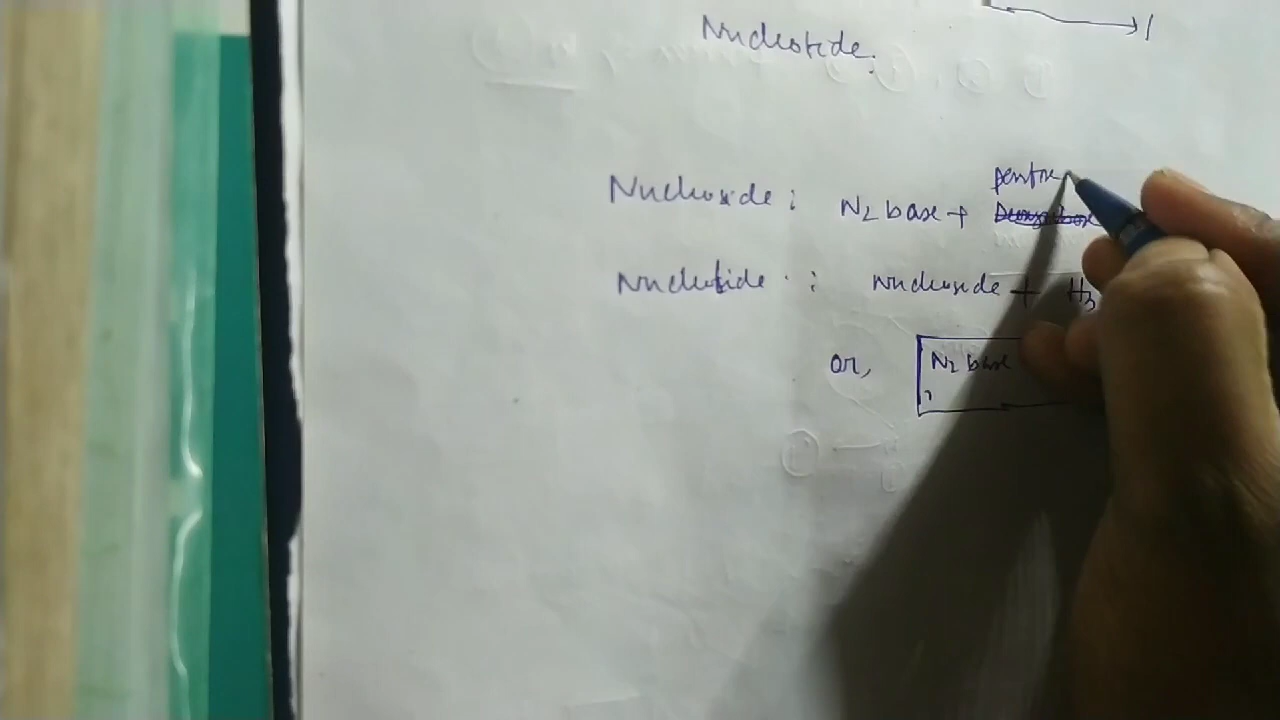 Nucleotide.
pentose
Nucleoside : N2 base +
Nucleotide : Nucleoside + H3
or, N2 base